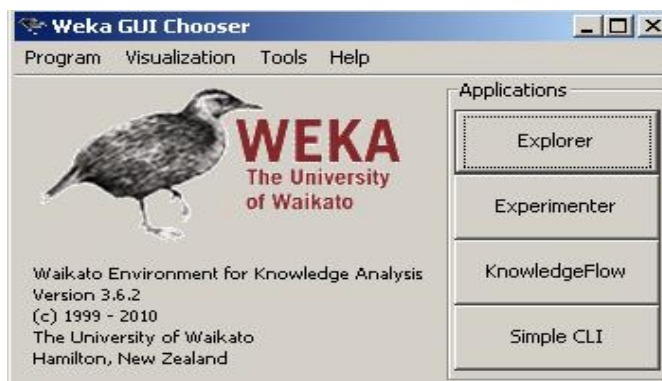 Weka GUI Chooser
Program Visualization Tools Help
WEKA
The University
of Waikato
Waikato Environment for Knowledge Analysis
Version 3.6.2
(c) 1999 - 2010
The University of Waikato
Hamilton, New Zealand
Applications
Explorer
Experimenter
KnowledgeFlow
Simple CLI